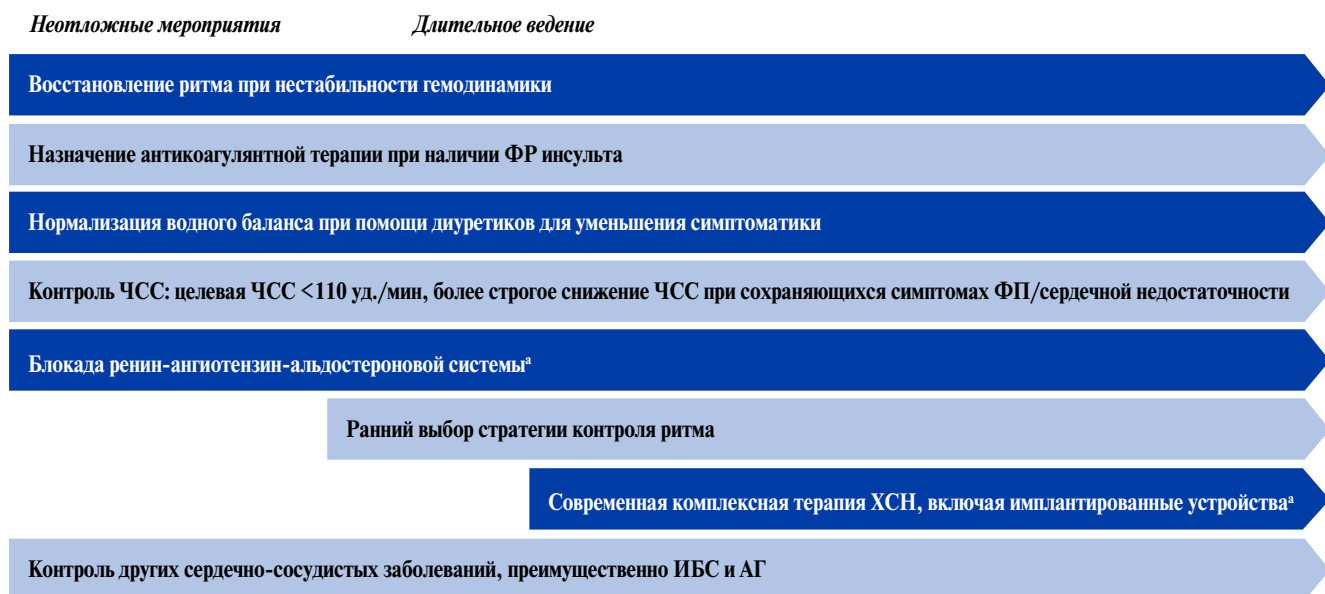 Неотложные мероприятия Длительное ведение
Восстановление ритма при нестабильности гемодинамики
Назначение антикоагулянтной терапии при наличии ФР инсульта
Нормализация водного баланса при помощи диуретиков для уменьшения симптоматики
Контроль ЧСС: целевая ЧСС <110 уд./мин, более строгое снижение ЧСС при сохраняющихся симптомах ФП/сердечной недостаточности
Блокада ренин-ангиотензин-альдостероновой системыᵃ
Ранний выбор стратегии контроля ритма
Современная комплексная терапия ХСН, включая имплантированные устройстваᵃ
Контроль других сердечно-сосудистых заболеваний, преимущественно ИБС и АГ